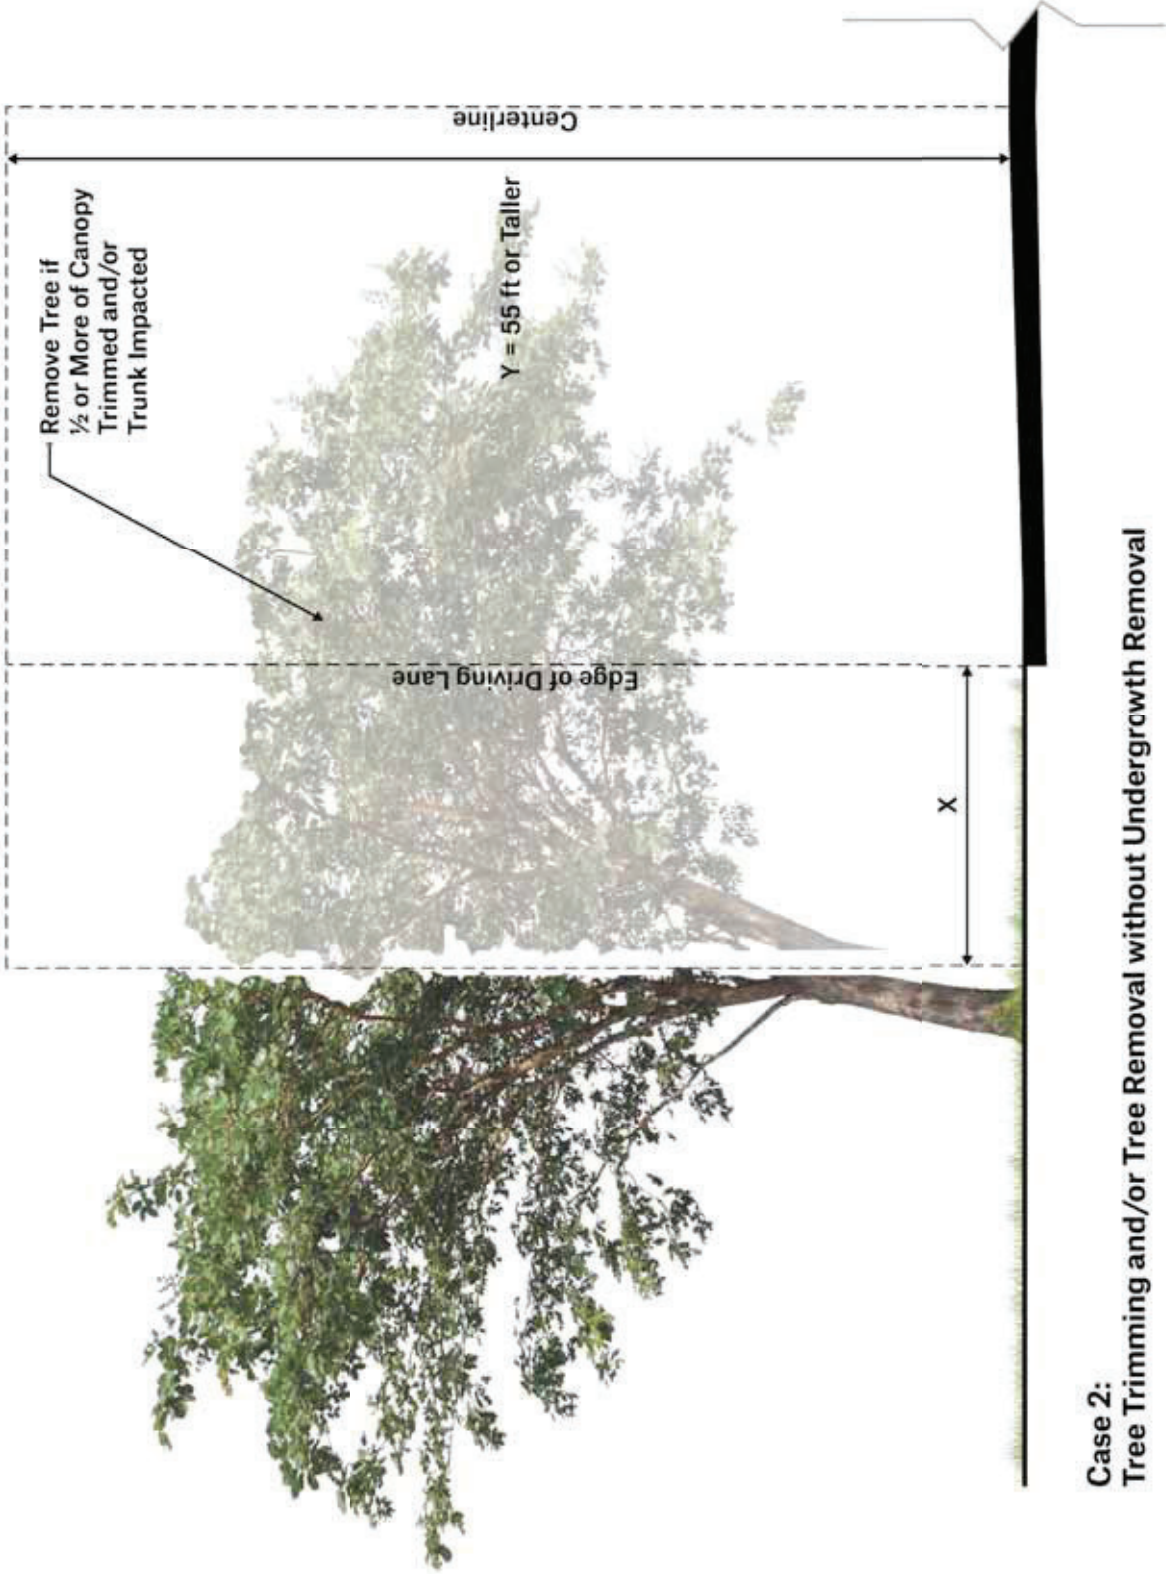 Remove Tree if
½ or More of Canopy
Trimmed and/or
Trunk Impacted
Centerline
Y = 55 ft or Taller
Edge of Driving Lane
X
Case 2:
Tree Trimming and/or Tree Removal without Undergrowth Removal